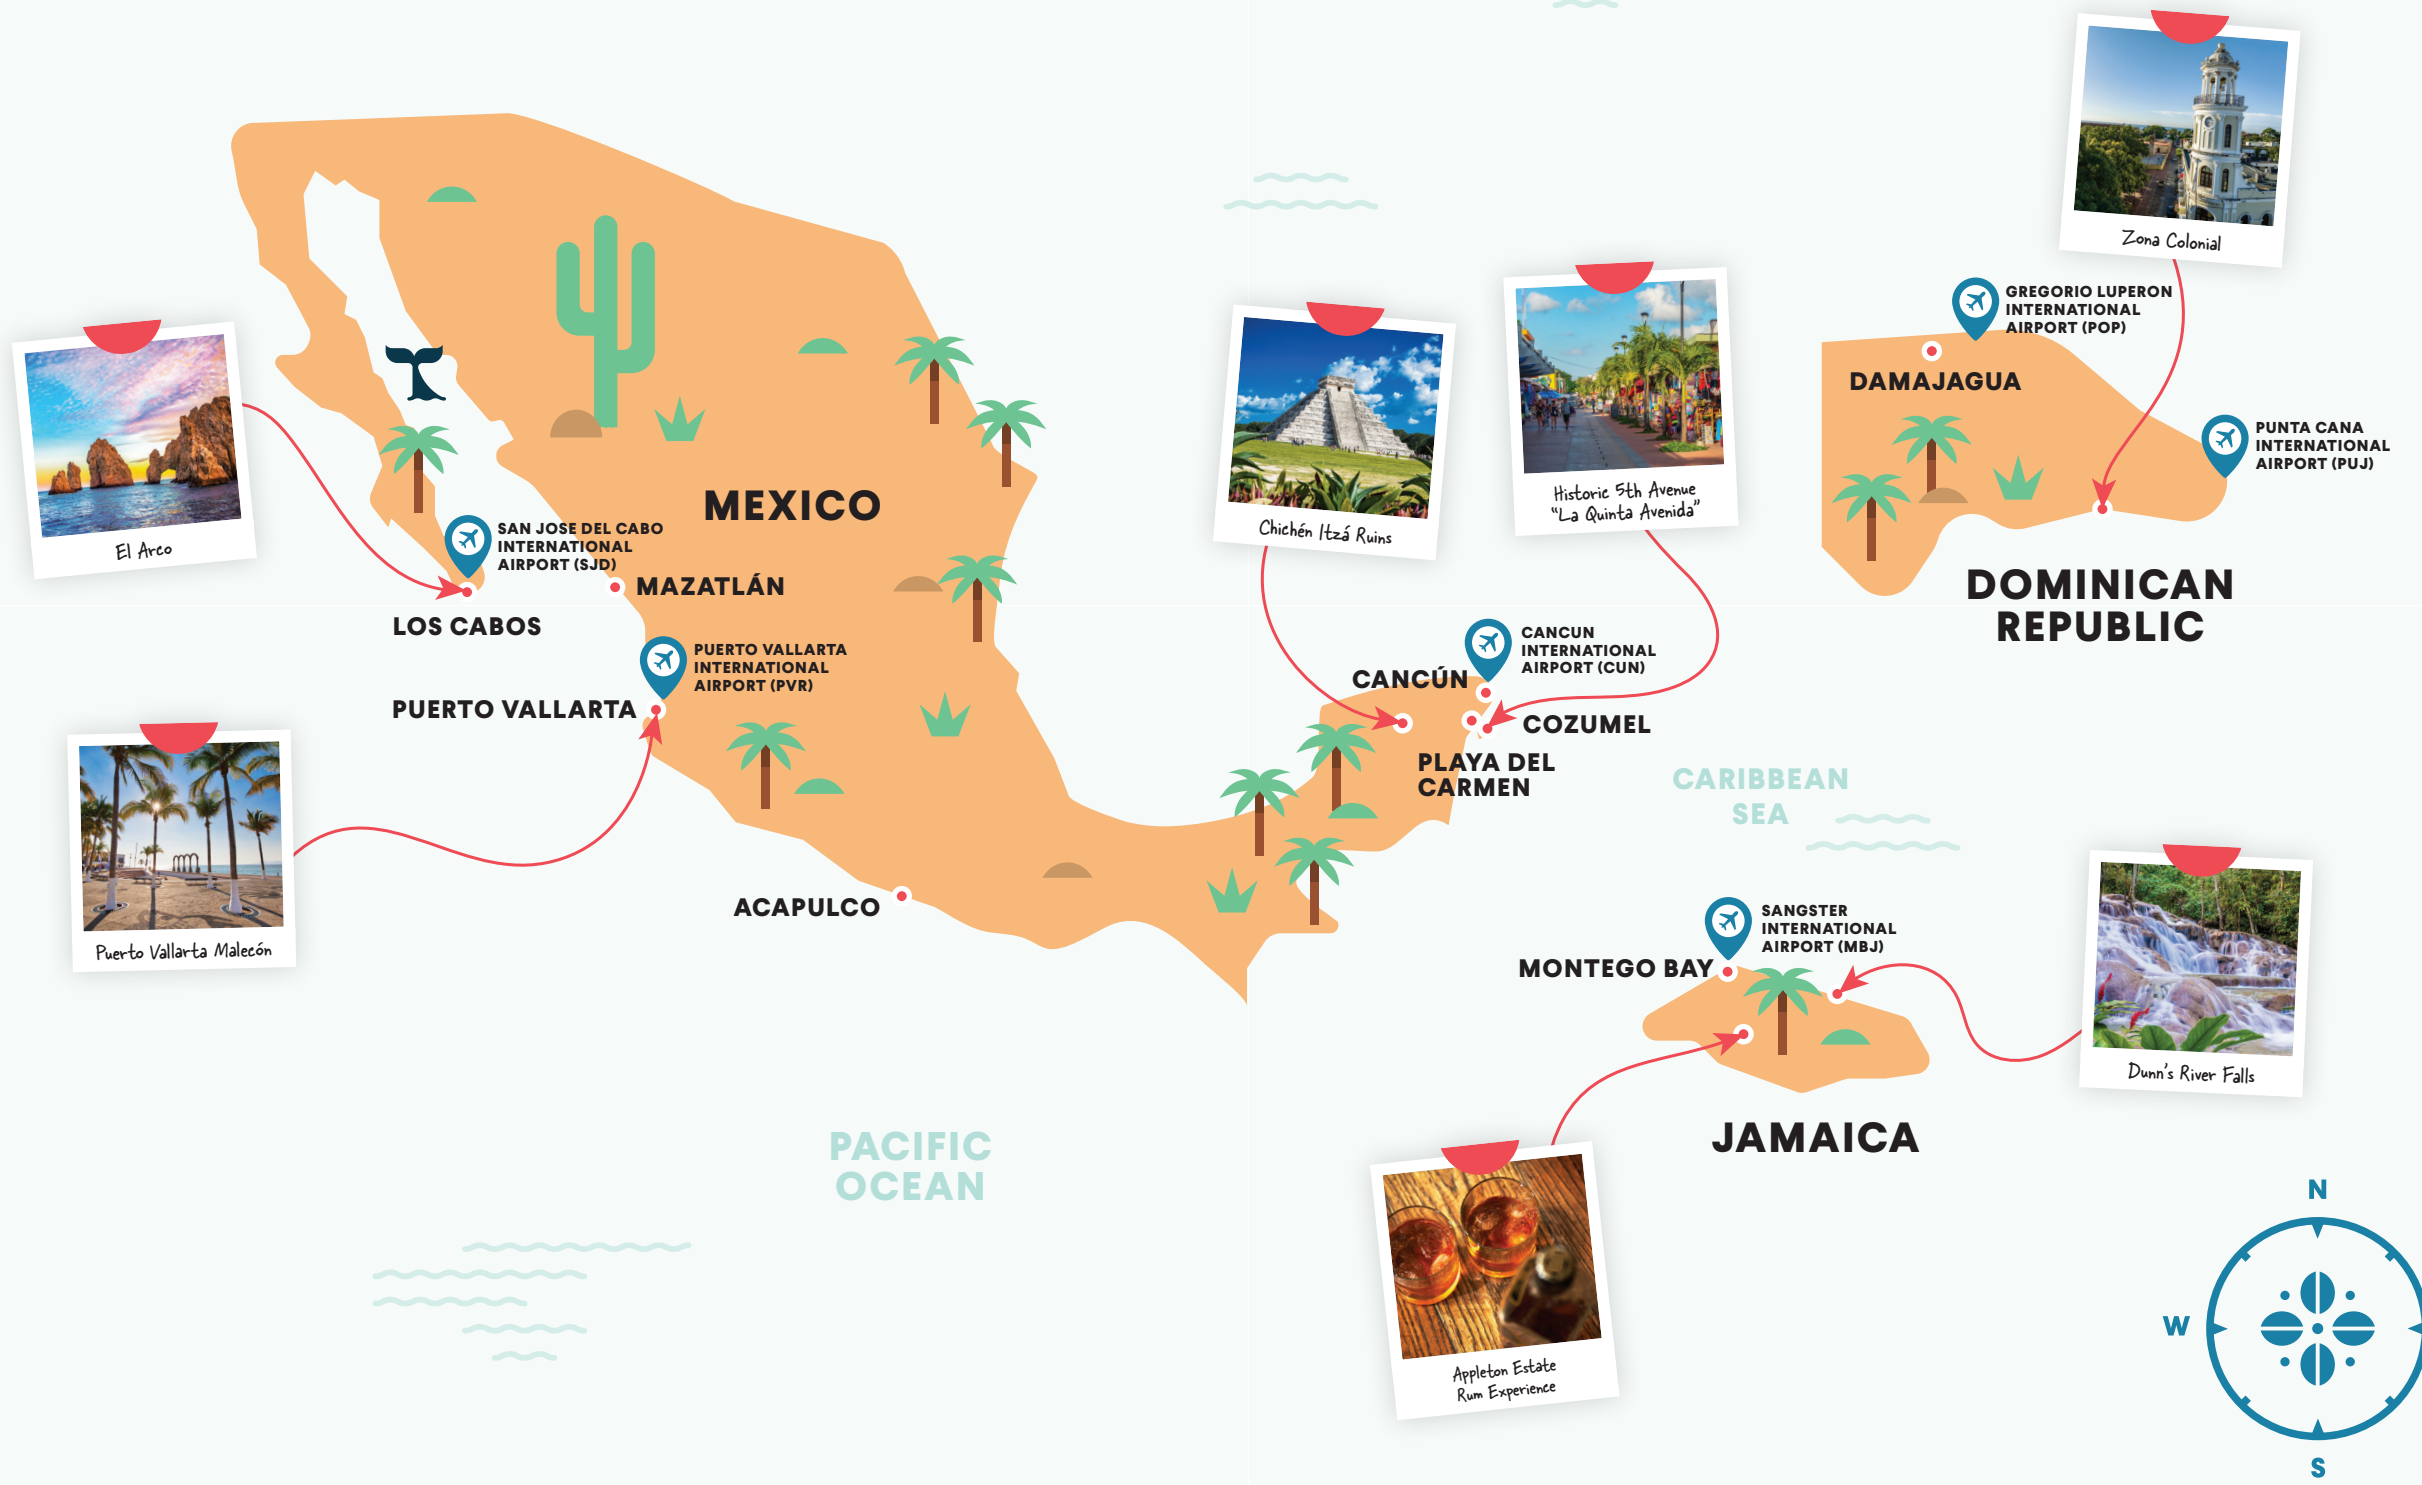 Zona Colonial
GREGORIO LUPERON
INTERNATIONAL
AIRPORT (POP)
DAMAJAGUA
PUNTA CANA
INTERNATIONAL
AIRPORT (PUJ)
DOMINICAN
REPUBLIC
MEXICO
El Arco
SAN JOSE DEL CABO
INTERNATIONAL
AIRPORT (SJD)
MAZATLÁN
LOS CABOS
PUERTO VALLARTA
INTERNATIONAL
AIRPORT (PVR)
PUERTO VALLARTA
Puerto Vallarta Malecón
ACAPULCO
Chichén Itzá Ruins
Historic 5th Avenue
“La Quinta Avenida”
CANCUN
INTERNATIONAL
AIRPORT (CUN)
CANCÚN
COZUMEL
PLAYA DEL
CARMEN
CARIBBEAN
SEA
SANGSTER
INTERNATIONAL
AIRPORT (MBJ)
MONTEGO BAY
Dunn's River Falls
JAMAICA
PACIFIC
OCEAN
Appleton Estate
Rum Experience
N
W
S